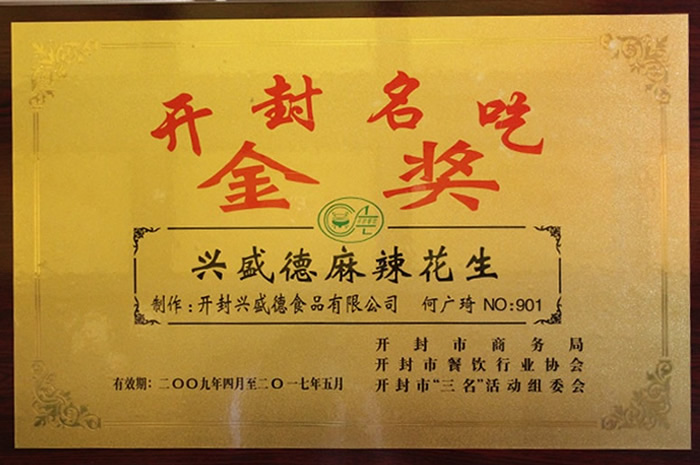 开封名吃
金奖
兴盛德麻辣花生
制作：开封兴盛德食品有限公司 何广琦 NO:901
开封市商务局
开封市餐饮行业协会
有效期：二〇〇九年四月至二〇一七年五月
开封市“三名”活动组委会